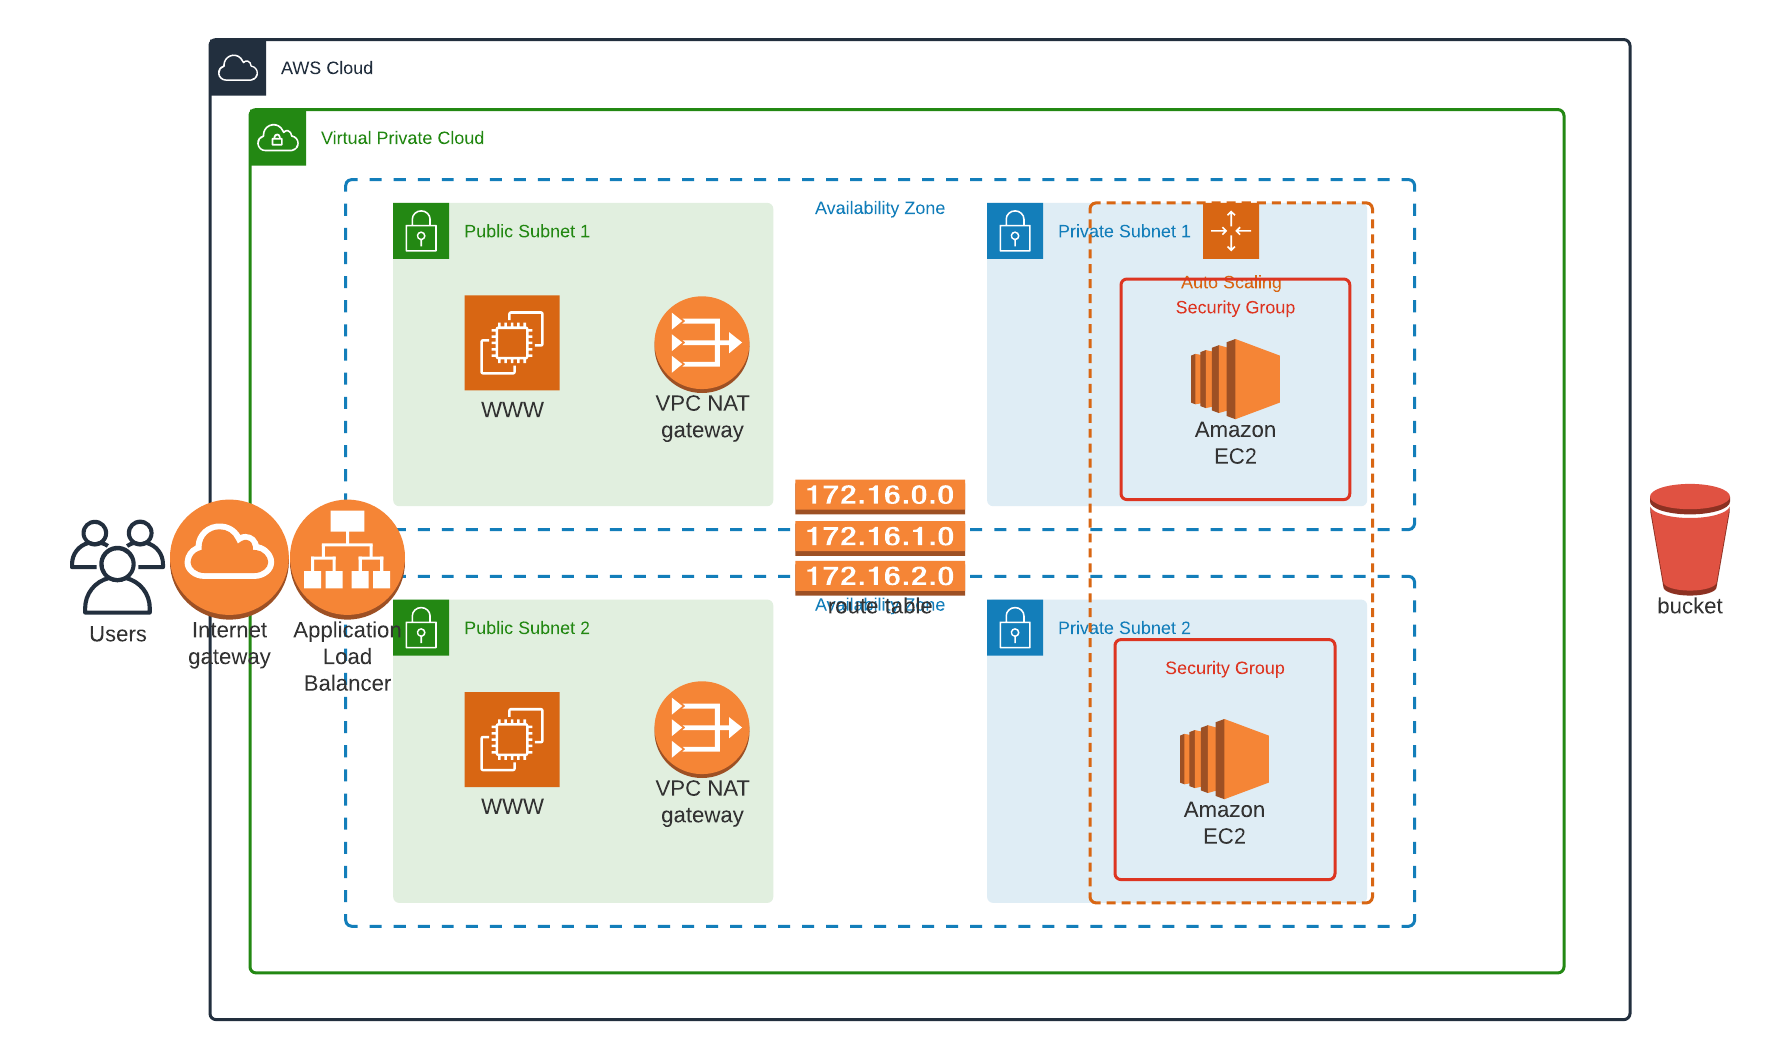 AWS Cloud
Virtual Private Cloud
Availability Zone
Public Subnet 1
Private Subnet 1
Auto Scaling
Security Group
WWW
VPC NAT
gateway
Amazon
EC2
172.16.0.0
172.16.1.0
172.16.2.0
route table
Availability Zone
Users
Internet
gateway
Application
Load
Balancer
bucket
Public Subnet 2
Private Subnet 2
Security Group
WWW
VPC NAT
gateway
Amazon
EC2